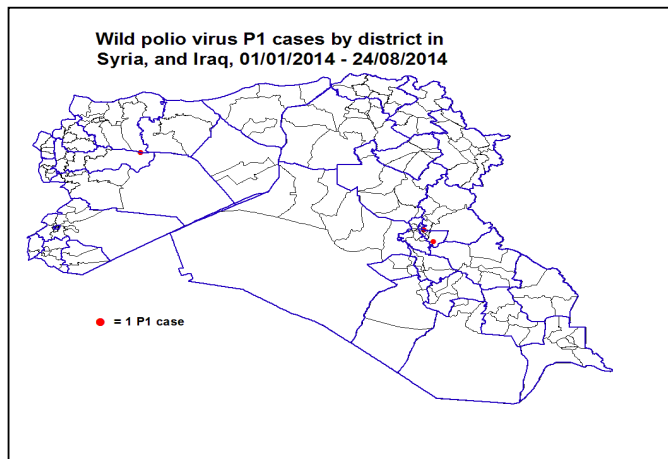 Wild polio virus P1 cases by district in
Syria, and Iraq, 01/01/2014 - 24/08/2014
= 1 P1 case